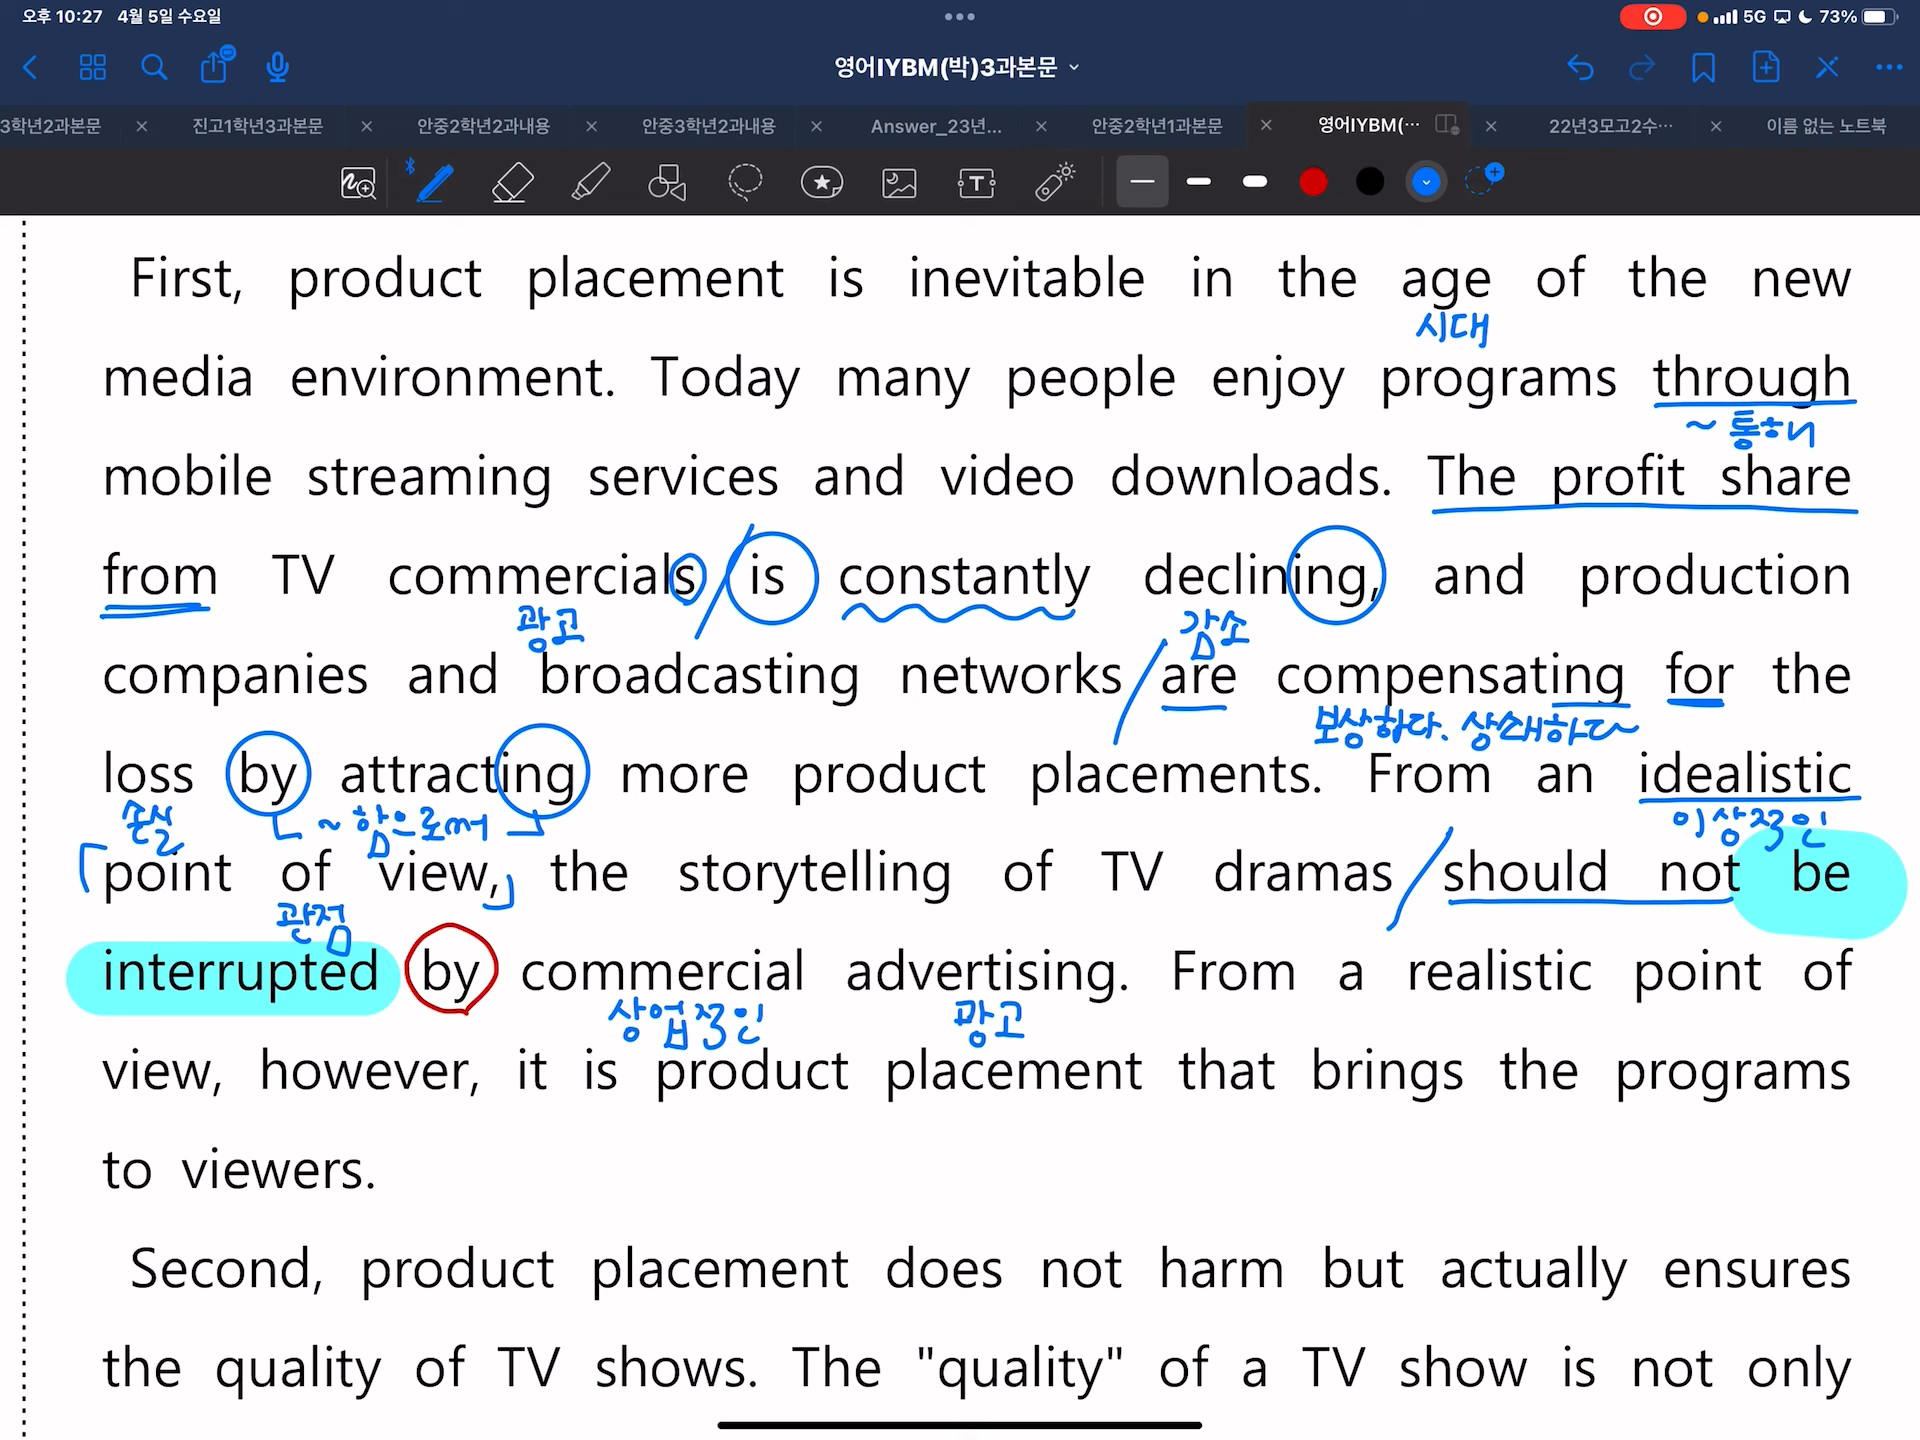 오후 10:27 4월 5일 수요일 5G 73%
영어IYBM(박)3과본문
3학년2과본문 진고1학년3과본문 안중2학년2과내용 안중3학년2과내용 Answer_23년... 안중2학년1과본문 영어IYBM(... 22년3모고2수... 이름 없는 노트북
First, product placement is inevitable in the age of the new
시대
media environment. Today many people enjoy programs through
~ 통해
mobile streaming services and video downloads. The profit share
from TV commercials is constantly declining, and production
광고 감소
companies and broadcasting networks are compensating for the
보상하다. 상쇄하다
loss by attracting more product placements. From an idealistic
손실 ~ 함으로써 이상적인
point of view, the storytelling of TV dramas should not be
관점
interrupted by commercial advertising. From a realistic point of
상업적인 광고
view, however, it is product placement that brings the programs
to viewers.
Second, product placement does not harm but actually ensures
the quality of TV shows. The "quality" of a TV show is not only